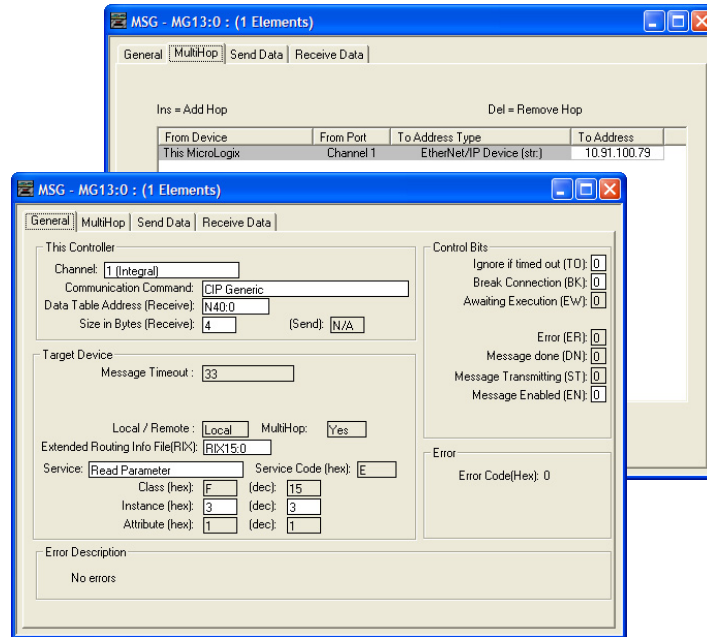 MSG - MG13:0 : (1 Elements)
General MultiHop Send Data Receive Data
Ins = Add Hop Del = Remove Hop
From Device From Port To Address Type To Address
This MicroLogix Channel 1 EtherNet/IP Device (str:) 10.91.100.79
MSG - MG13:0 : (1 Elements)
General MultiHop Send Data Receive Data
This Controller
Channel: 1 (Integral)
Communication Command: CIP Generic
Data Table Address (Receive): N40:0
Size in Bytes (Receive): 4 (Send): N/A
Target Device
Message Timeout : 33
Local / Remote : Local MultiHop: Yes
Extended Routing Info File(RIX): RIX15:0
Service: Read Parameter Service Code (hex): E
Class (hex): F (dec): 15
Instance (hex): 3 (dec): 3
Attribute (hex): 1 (dec): 1
Control Bits
Ignore if timed out (TO): 0
Break Connection (BK): 0
Awaiting Execution (EW): 0
Error (ER): 0
Message done (DN): 0
Message Transmitting (ST): 0
Message Enabled (EN): 0
Error
Error Code(Hex): 0
Error Description
No errors